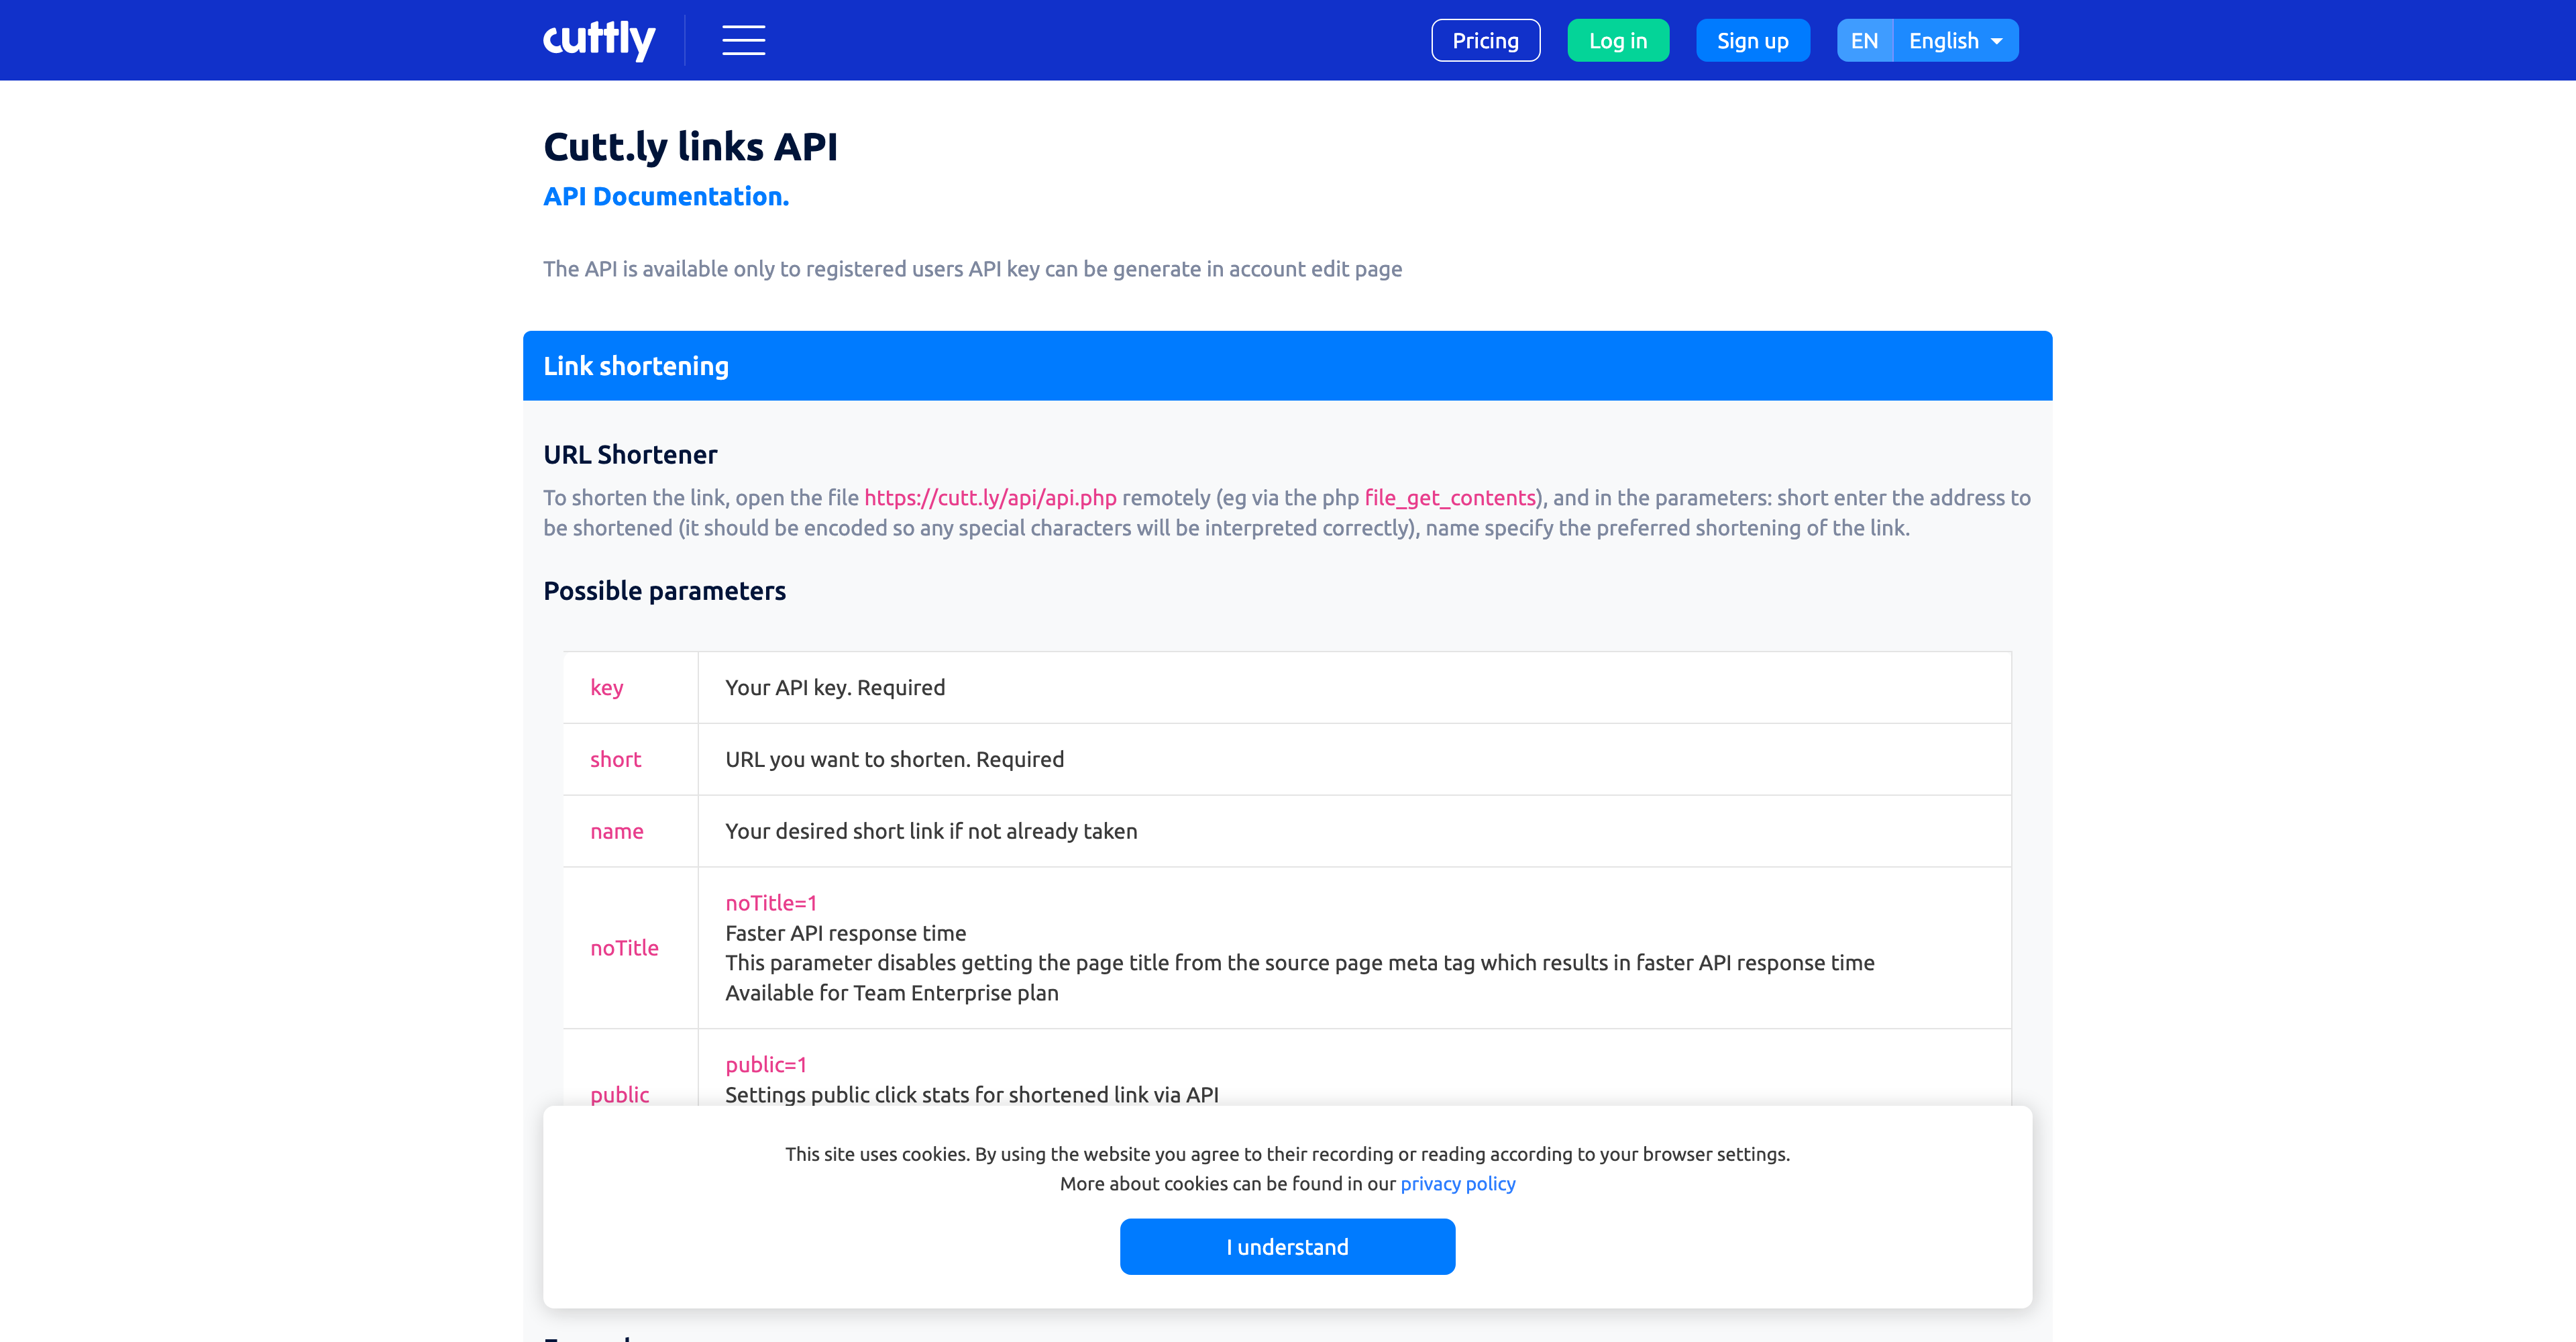 cuttly
Pricing
Log in
Sign up
EN
English
Cutt.ly links API
API Documentation.
The API is available only to registered users API key can be generate in account edit page
Link shortening
URL Shortener
To shorten the link, open the file https://cutt.ly/api/api.php remotely (eg via the php file_get_contents), and in the parameters: short enter the address to
be shortened (it should be encoded so any special characters will be interpreted correctly), name specify the preferred shortening of the link.
Possible parameters
key
Your API key. Required
short
URL you want to shorten. Required
name
Your desired short link if not already taken
noTitle
noTitle=1
Faster API response time
This parameter disables getting the page title from the source page meta tag which results in faster API response time
Available for Team Enterprise plan
public
public=1
Settings public click stats for shortened link via API
This site uses cookies. By using the website you agree to their recording or reading according to your browser settings.
More about cookies can be found in our privacy policy
I understand